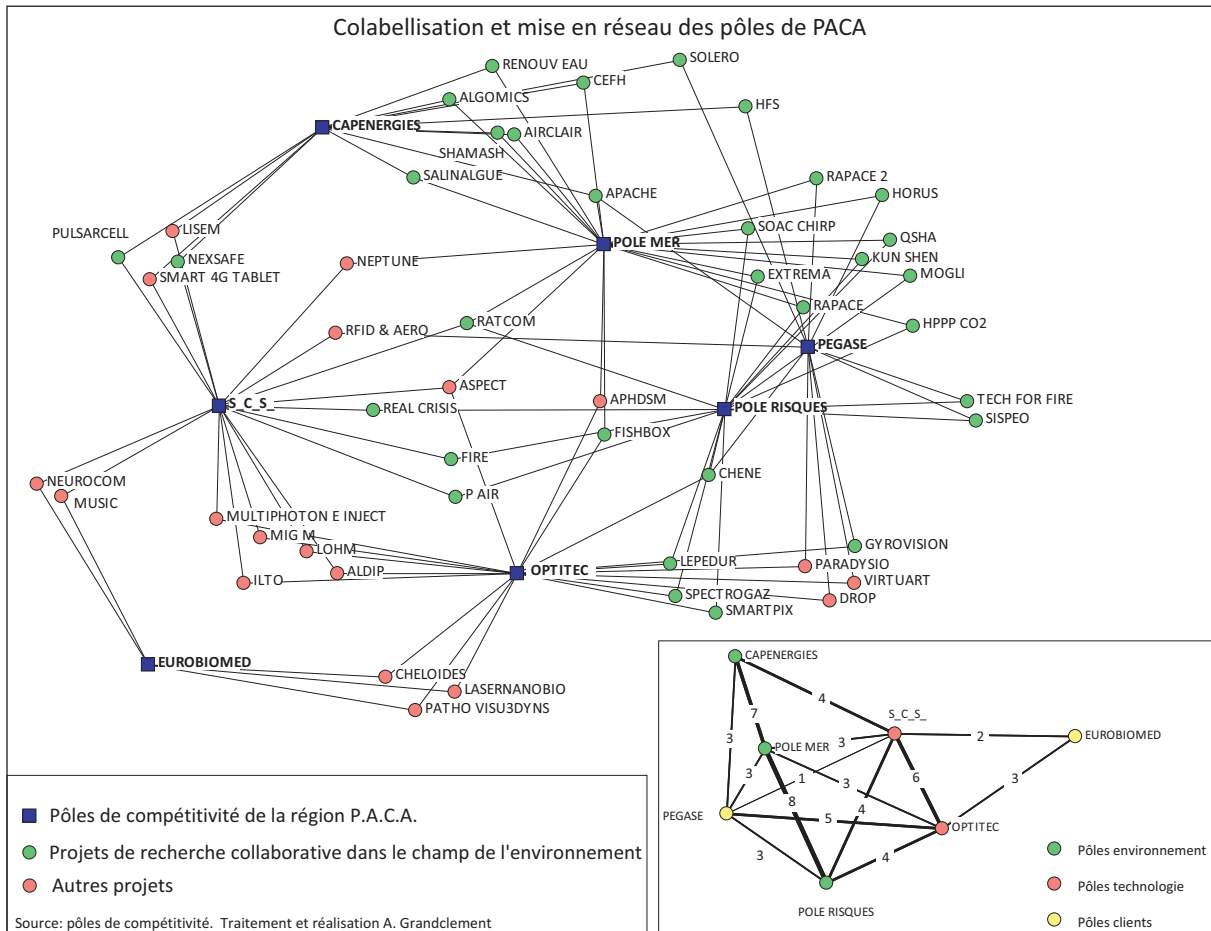 Colabellisation et mise en réseau des pôles de PACA
RENOUV EAU
SOLERO
CEFH
ALGOMICS
HFS
CAPENERGIES
AIRCLAIR
SHAMASH
SALINALGUE
APACHE
RAPACE 2
HORUS
PULSARCELL
LISEM
SOAC CHIRP
QSHA
POLE MER
NEXSAFE
NEPTUNE
KUN SHEN
SMART 4G TABLET
EXTREMA
MOGLI
RAPACE
RATCOM
HPPP CO2
RFID & AERO
PEGASE
ASPECT
APHDSM
S_C_S_
REAL CRISIS
POLE RISQUES
TECH FOR FIRE
SISPEO
FISHBOX
FIRE
CHENE
NEUROCOM
MUSIC
P AIR
MULTIPHOTON E INJECT
MIG M
LOHM
GYROVISION
LEPEDUR
PARADYSIO
ILTO
ALDIP
OPTITEC
VIRTUART
SPECTROGAZ
DROP
SMARTPIX
EUROBIOMED
CHELOIDES
LASERNANOBIO
PATHO VISU3DYNS
CAPENERGIES
4
7
S_C_S_
3
POLE MER
3
2
EUROBIOMED
3
1
3
6
3
8
4
PEGASE
5
OPTITEC
3
4
POLE RISQUES
Pôles environnement
Pôles technologie
Pôles clients
Pôles de compétitivité de la région P.A.C.A.
Projets de recherche collaborative dans le champ de l'environnement
Autres projets
Source: pôles de compétitivité. Traitement et réalisation A. Grandclement